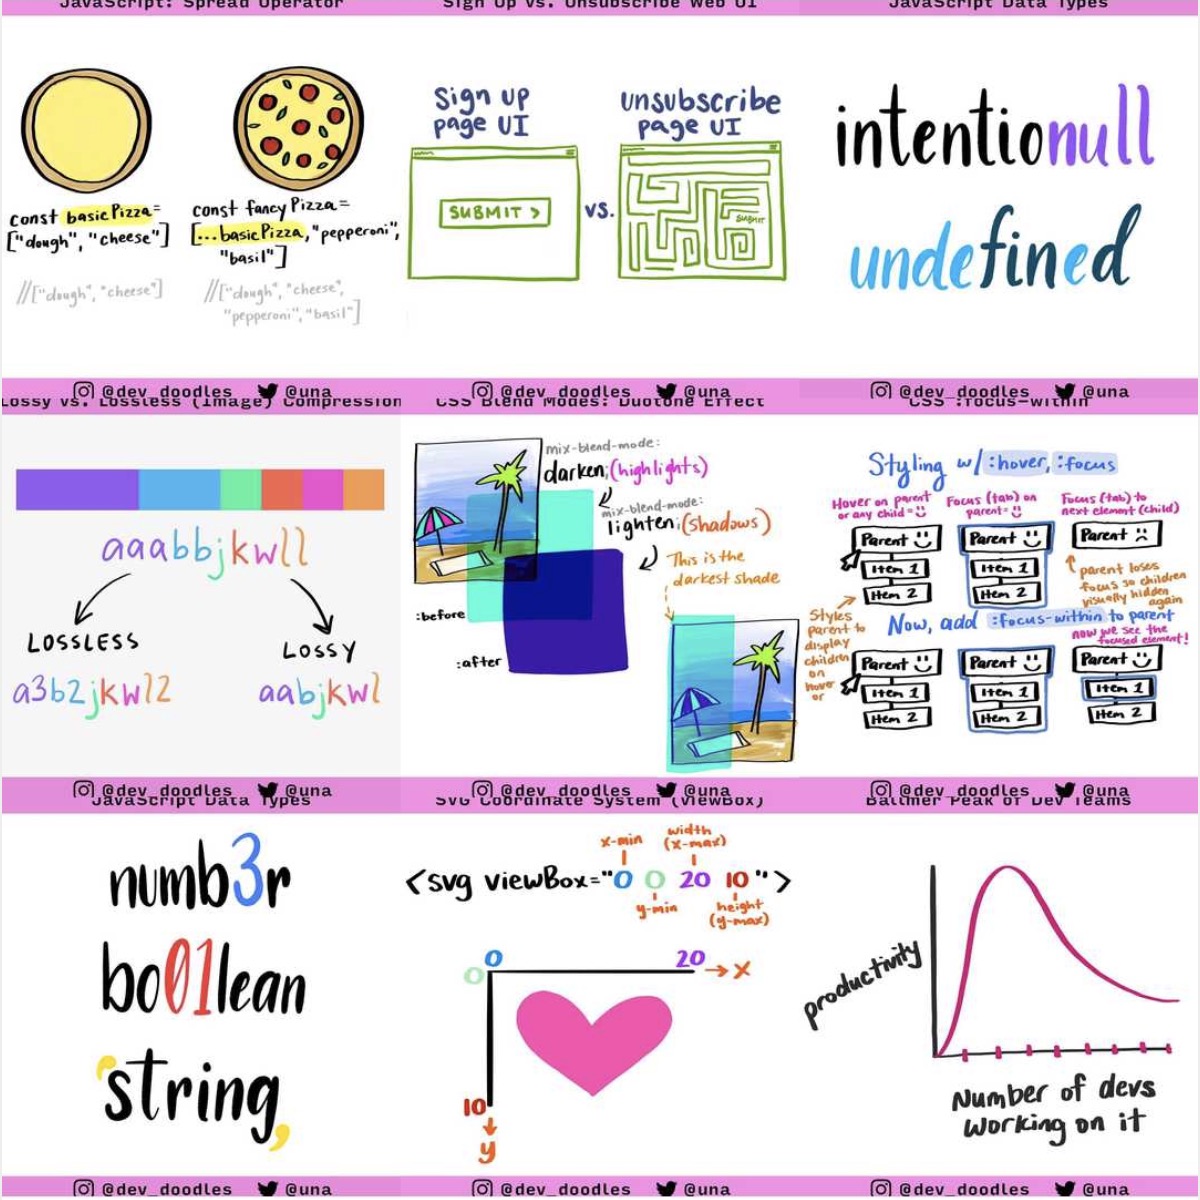 JavaScript: Spread Operator
const basicPizza=
["dough", "cheese"]
//["dough", "cheese"]
const fancyPizza=
[...basicPizza, "pepperoni",
"basil"]
//["dough", "cheese",
"pepperoni", "basil"]
@dev_doodles @una
Sign Up vs. Unsubscribe Web UI
Sign up
page UI
SUBMIT >
vs.
unsubscribe
page UI
SUBMIT
@dev_doodles @una
JavaScript Data Types
intentionull
undefined
@dev_doodles @una
Lossy vs. Lossless (Image) Compression
aaabbjkwll
LOSSLESS
a3b2jkwl2
LOSSY
aabjkwl
@dev_doodles @una
CSS Blend Modes: Duotone Effect
mix-blend-mode:
darken;(highlights)
mix-blend-mode:
lighten;(shadows)
This is the
darkest shade
:before
:after
@dev_doodles @una
CSS :focus-within
Styling w/ :hover, :focus
Hover on parent
or any child =
Parent
Item 1
Item 2
Focus (tab) on
parent=
Parent
Item 1
Item 2
Focus (tab) to
next element (child)
Parent
parent loses
focus so children
visually hidden
again
Styles
parent to
display
children
on
hover
or
Now, add :focus-within to parent
now we see the
focused element!
Parent
Item 1
Item 2
Parent
Item 1
Item 2
Parent
Item 1
Item 2
@dev_doodles @una
JavaScript Data Types
numb3r
bo01lean
'string,
@dev_doodles @una
SVG Coordinate System (ViewBox)
x-min
width
(x-max)
<svg viewBox="0 0 20 10">
y-min
height
(y-max)
0
0
20
x
10
y
@dev_doodles @una
Ballmer Peak of Dev Teams
productivity
Number of devs
working on it
@dev_doodles @una